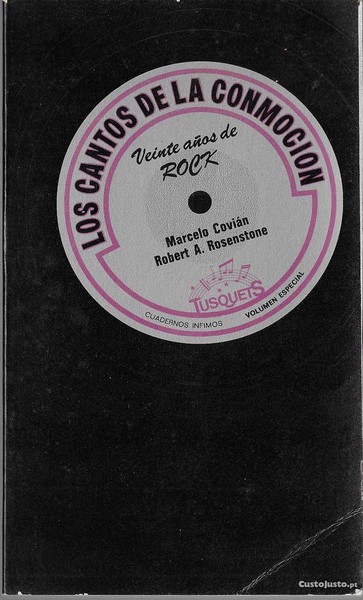 LOS CANTOS DE LA CONMOCION
Veinte años de
ROCK
Marcelo Covián
Robert A. Rosenstone
TUSQUETS
CUADERNOS INFIMOS VOLUMEN ESPECIAL
CustoJusto.pt